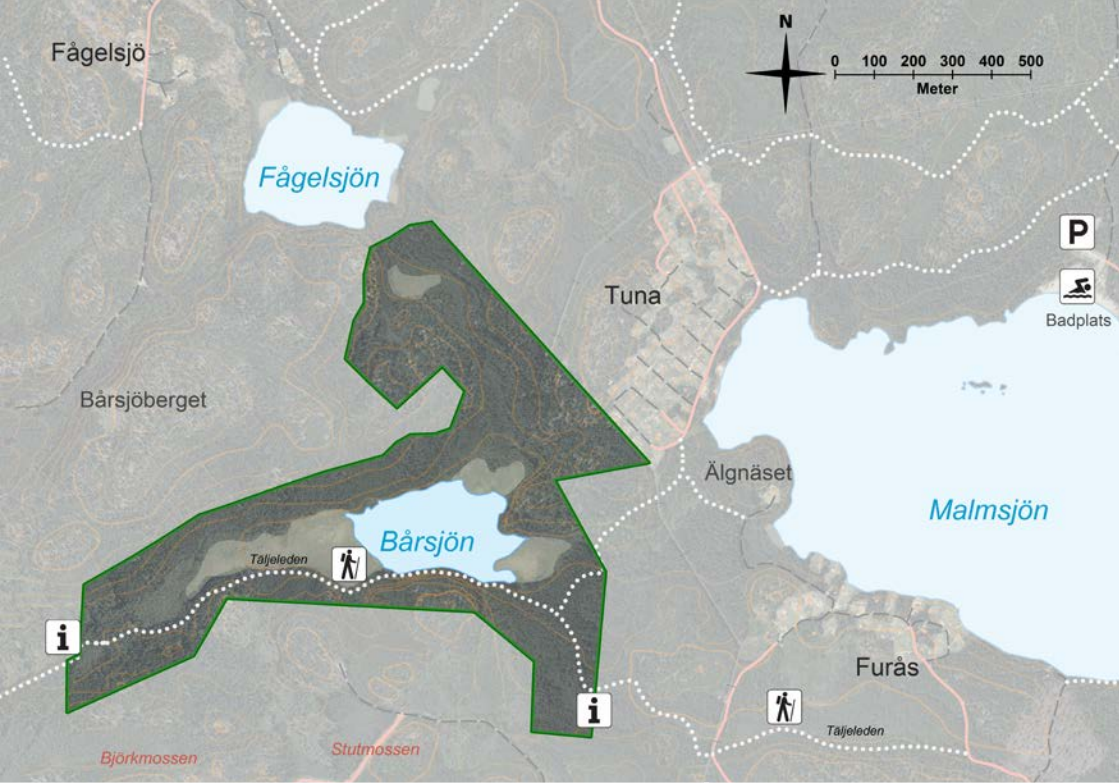 N
Fågelsjö
0 100 200 300 400 500
Meter
Fågelsjön
P
Tuna
Badplats
Bårsjöberget
Älgnäset
Malmsjön
Bårsjön
Täljeleden
i
Furås
i
Täljeleden
Stutmossen
Björkmossen